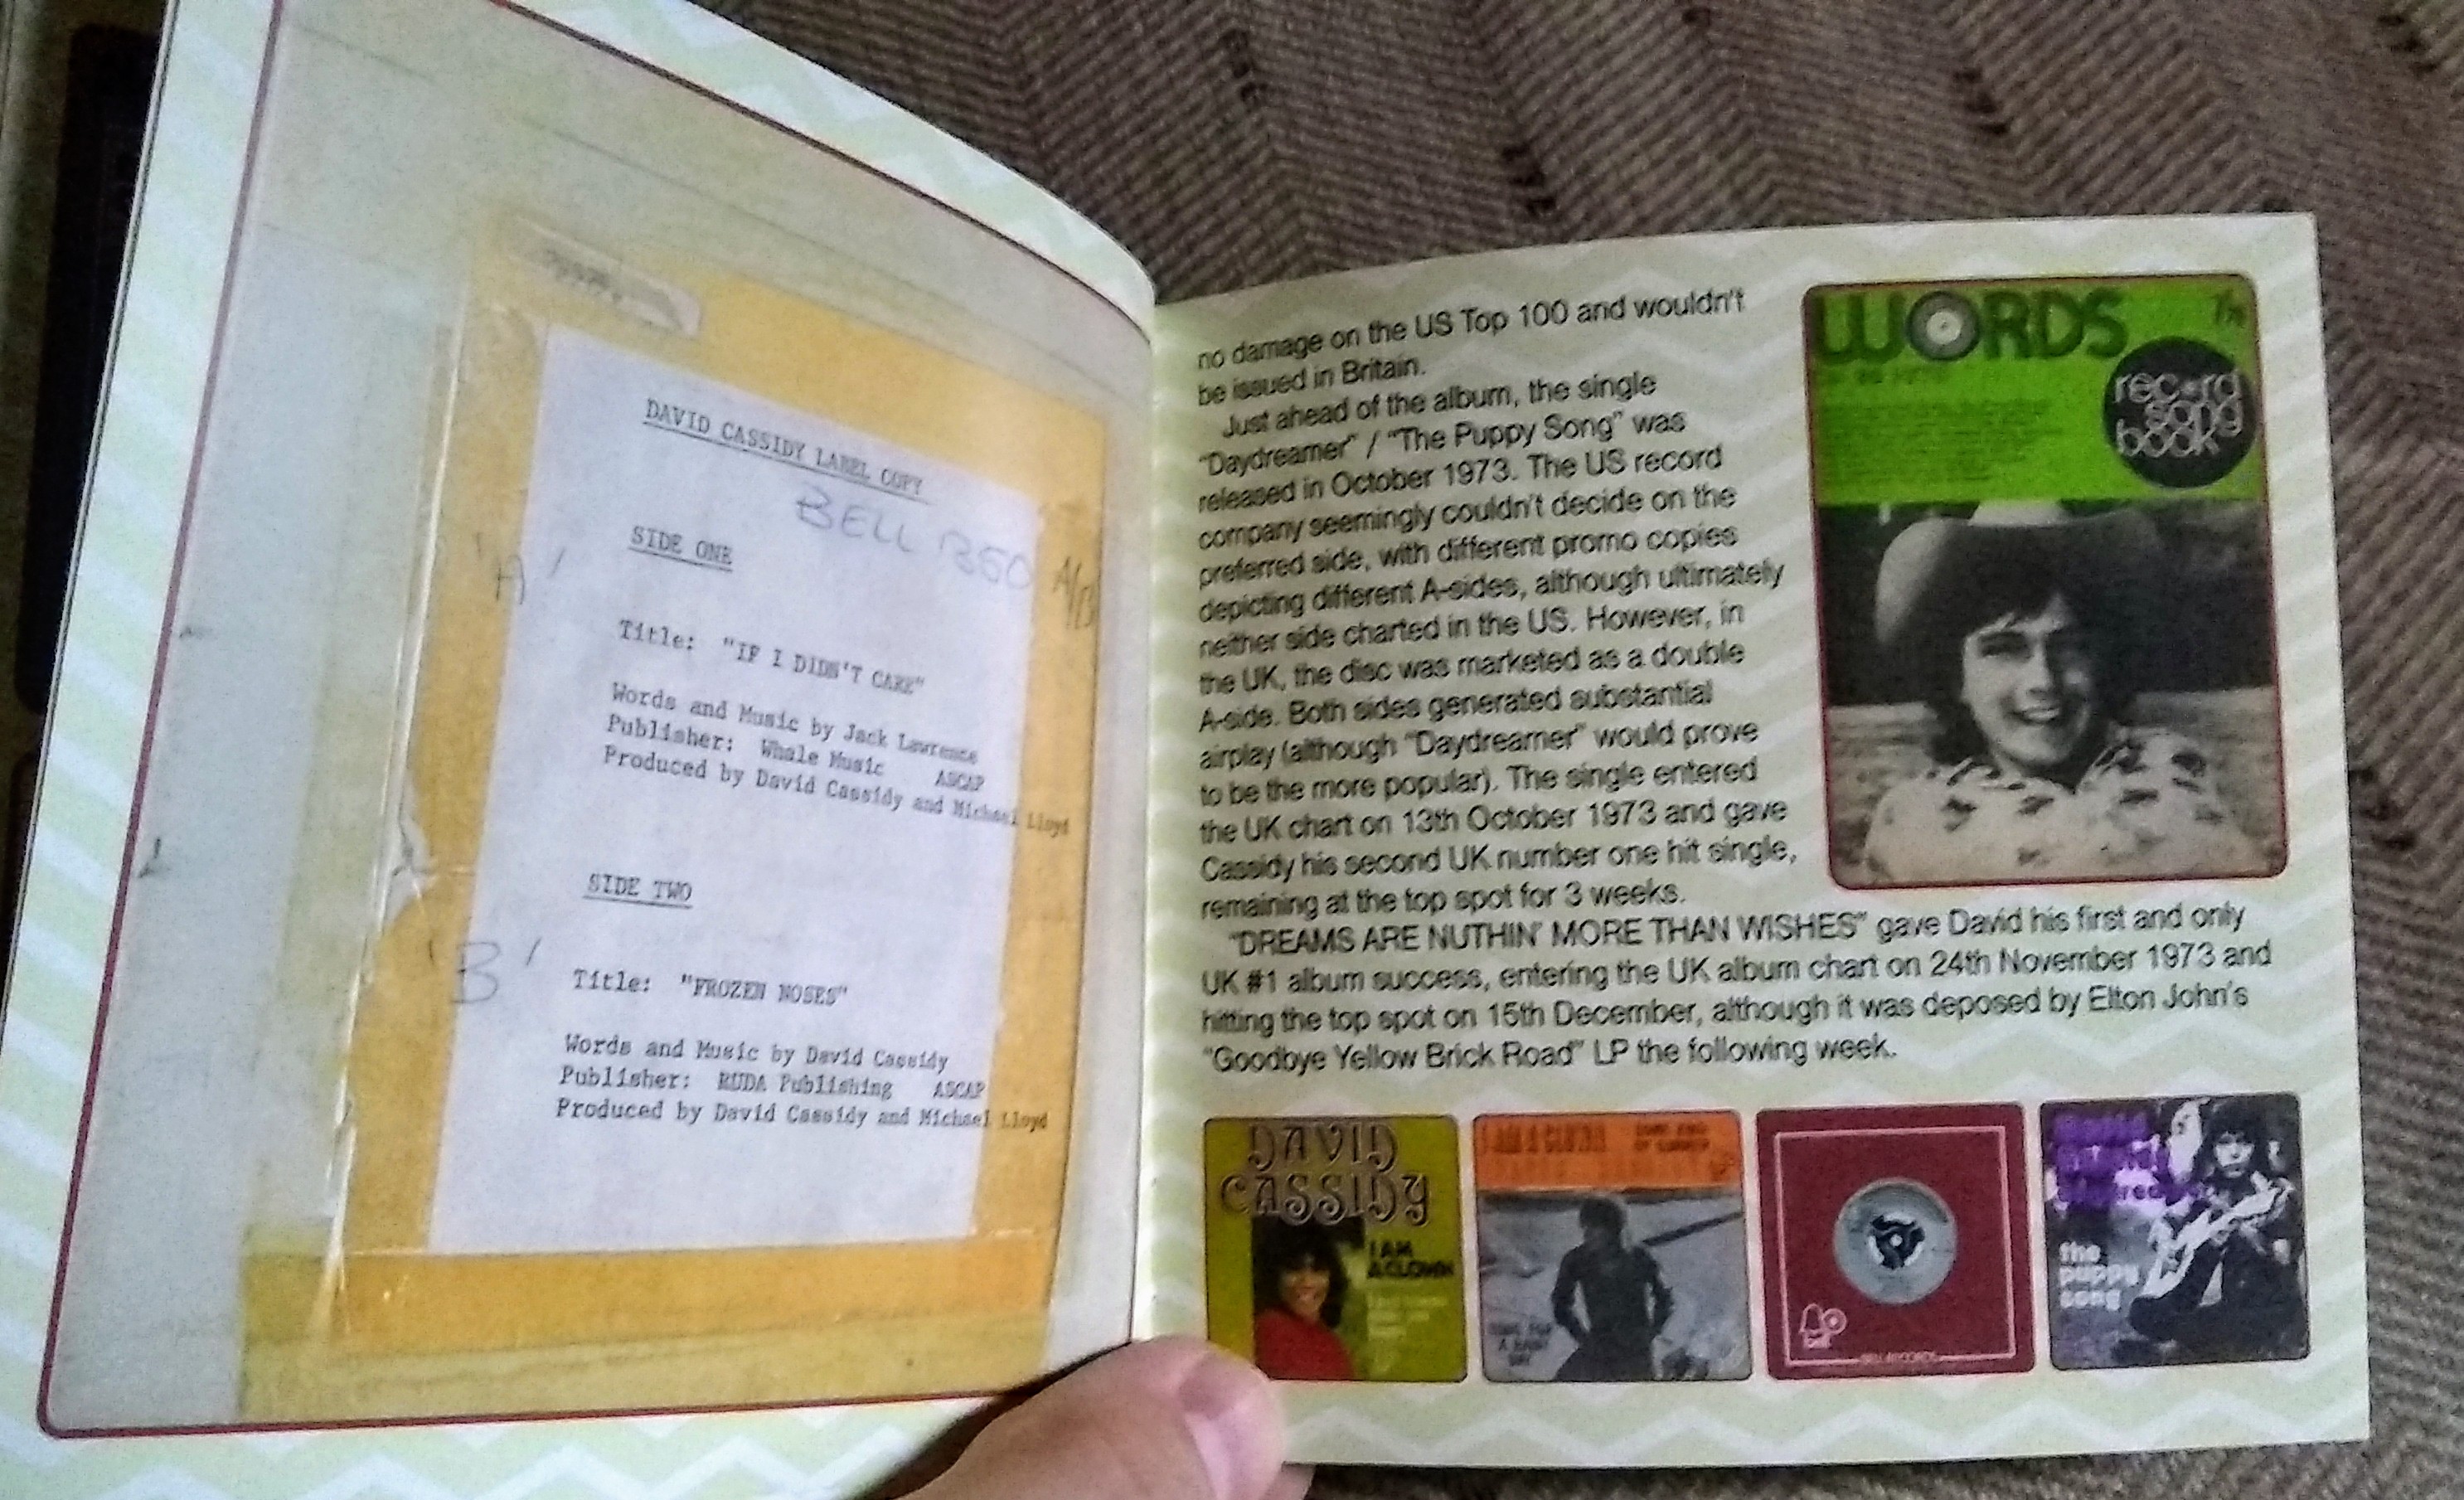 DAVID CASSIDY LABEL COPY
BELL 1350
A/B
SIDE ONE
'A'
Title: "IF I DIDN'T CARE"
Words and Music by Jack Lawrence
Publisher: Whale Music ASCAP
Produced by David Cassidy and Michael Lloyd
SIDE TWO
'B'
Title: "FROZEN NOSES"
Words and Music by David Cassidy
Publisher: RUDA Publishing ASCAP
Produced by David Cassidy and Michael Lloyd
no damage on the US Top 100 and wouldn't
be issued in Britain.
Just ahead of the album, the single
"Daydreamer" / "The Puppy Song" was
released in October 1973. The US record
company seemingly couldn't decide on the
preferred side, with different promo copies
depicting different A-sides, although ultimately
neither side charted in the US. However, in
the UK, the disc was marketed as a double
A-side. Both sides generated substantial
airplay (although "Daydreamer" would prove
to be the more popular). The single entered
the UK chart on 13th October 1973 and gave
Cassidy his second UK number one hit single,
remaining at the top spot for 3 weeks.
"DREAMS ARE NUTHIN' MORE THAN WISHES" gave David his first and only
UK #1 album success, entering the UK album chart on 24th November 1973 and
hitting the top spot on 15th December, although it was deposed by Elton John's
"Goodbye Yellow Brick Road" LP the following week.
WORDS
record
song
book
DAVID
CASSIDY
I AM
A CLOWN
I AM A CLOWN
A RAINY
DAY
bell
BELL RECORDS
the
puppy
song